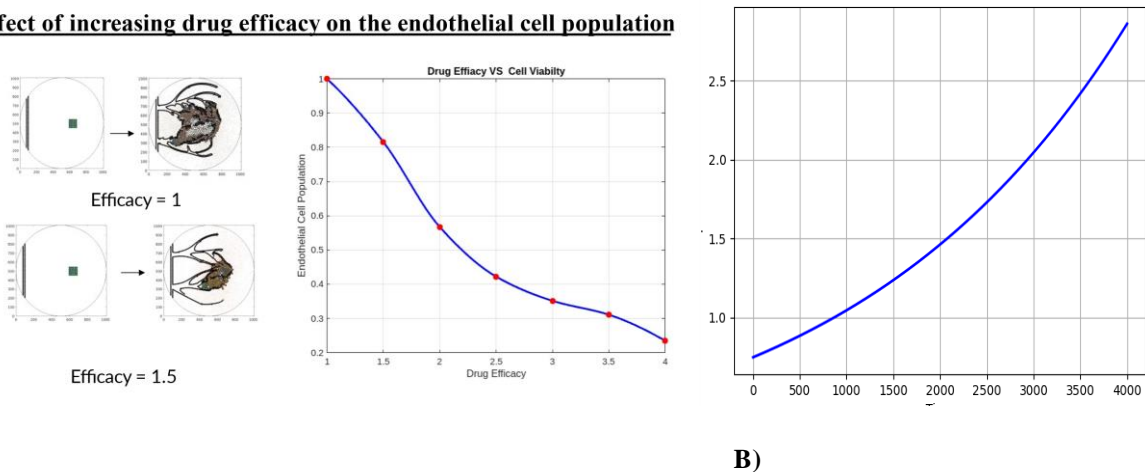 fect of increasing drug efficacy on the endothelial cell population
Efficacy = 1
Efficacy = 1.5
Drug Effiacy VS Cell Viabilty
Endothelial Cell Population
1
0.9
0.8
0.7
0.6
0.5
0.4
0.3
0.2
1 1.5 2 2.5 3 3.5 4
Drug Efficacy
2.5
2.0
1.5
1.0
0 500 1000 1500 2000 2500 3000 3500 4000
B)